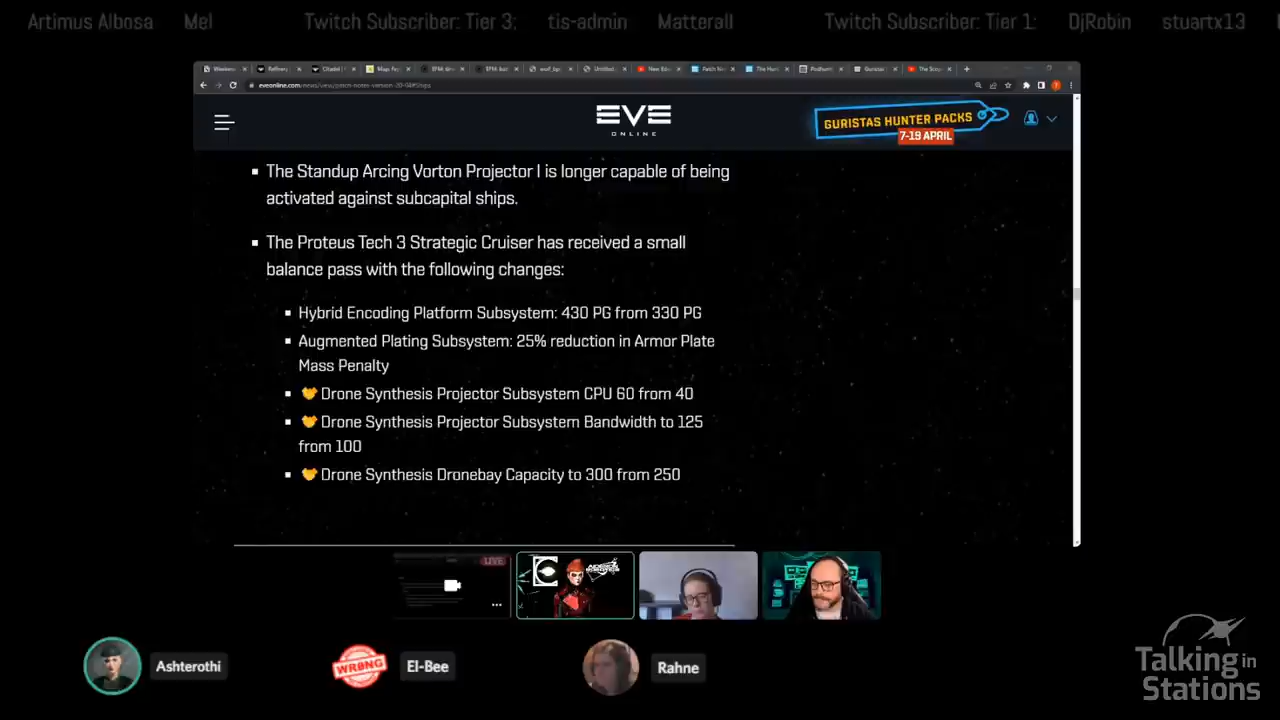 Artimus Albosa Mel Twitch Subscriber: Tier 3: tis-admin Matterall Twitch Subscriber: Tier 1: DjRobin stuartx13
EVE
ONLINE
GURISTAS HUNTER PACKS
7-19 APRIL
The Standup Arcing Vorton Projector I is longer capable of being
activated against subcapital ships.
The Proteus Tech 3 Strategic Cruiser has received a small
balance pass with the following changes:
Hybrid Encoding Platform Subsystem: 430 PG from 330 PG
Augmented Plating Subsystem: 25% reduction in Armor Plate
Mass Penalty
Drone Synthesis Projector Subsystem CPU 60 from 40
Drone Synthesis Projector Subsystem Bandwidth to 125
from 100
Drone Synthesis Dronebay Capacity to 300 from 250
LIVE
Ashterothi
WRONG
El-Bee
Rahne
Talking in
Stations